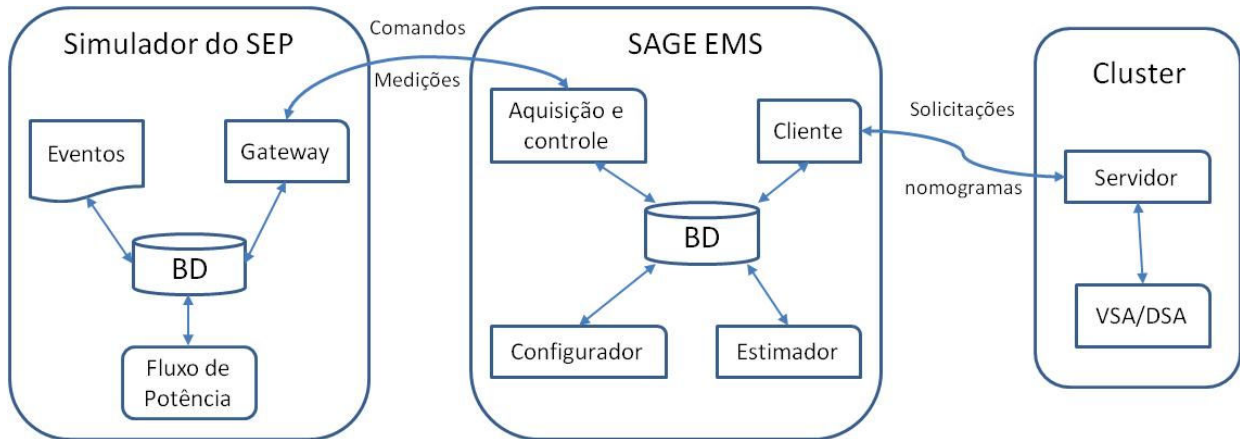 Simulador do SEP
Eventos
Gateway
BD
Fluxo de
Potência
Comandos
Medições
SAGE EMS
Aquisição e
controle
Cliente
BD
Configurador
Estimador
Solicitações
nomogramas
Cluster
Servidor
VSA/DSA